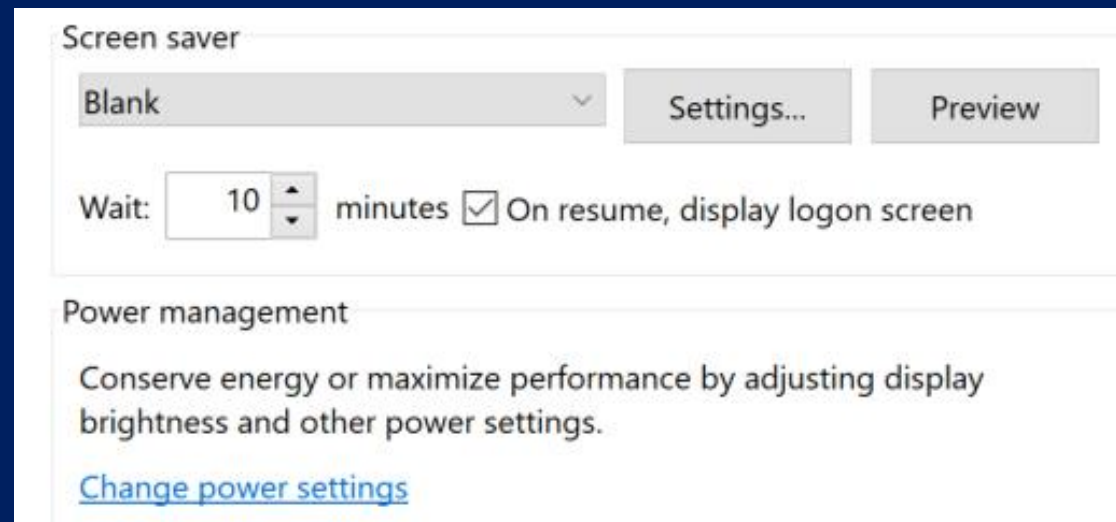 Screen saver
Blank Settings... Preview
Wait: 10 minutes On resume, display logon screen
Power management
Conserve energy or maximize performance by adjusting display
brightness and other power settings.
Change power settings